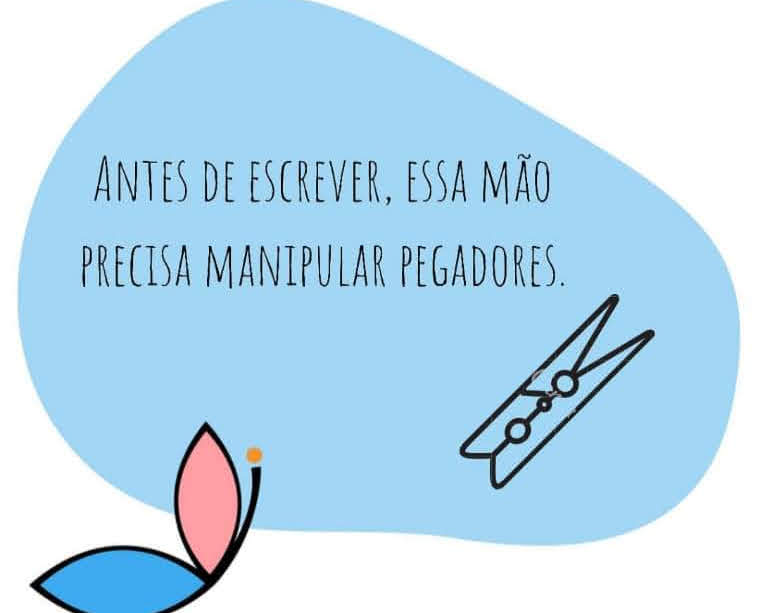 ANTES DE ESCREVER, ESSA MÃO
PRECISA MANIPULAR PEGADORES.